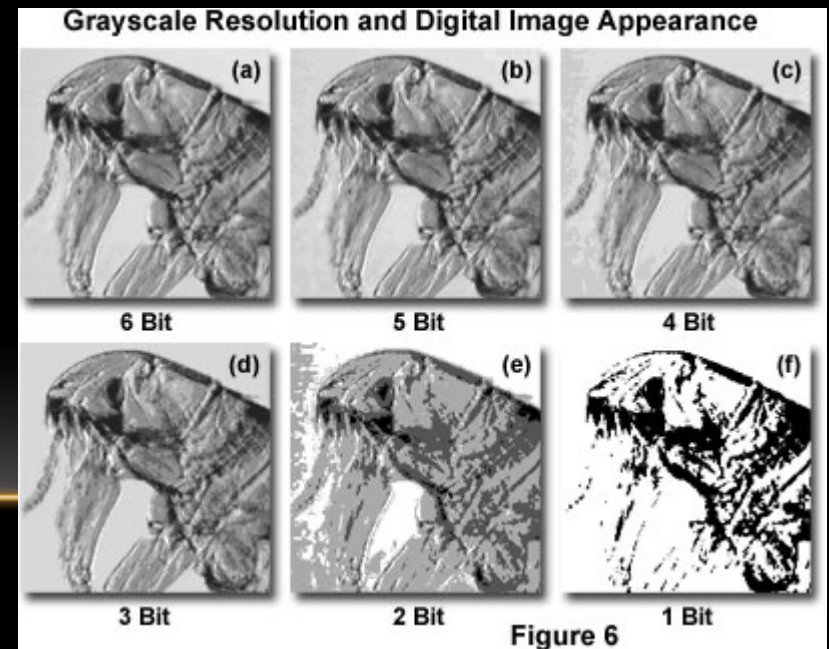 Grayscale Resolution and Digital Image Appearance
(a) (b) (c)
6 Bit 5 Bit 4 Bit
(d) (e) (f)
3 Bit 2 Bit 1 Bit
Figure 6